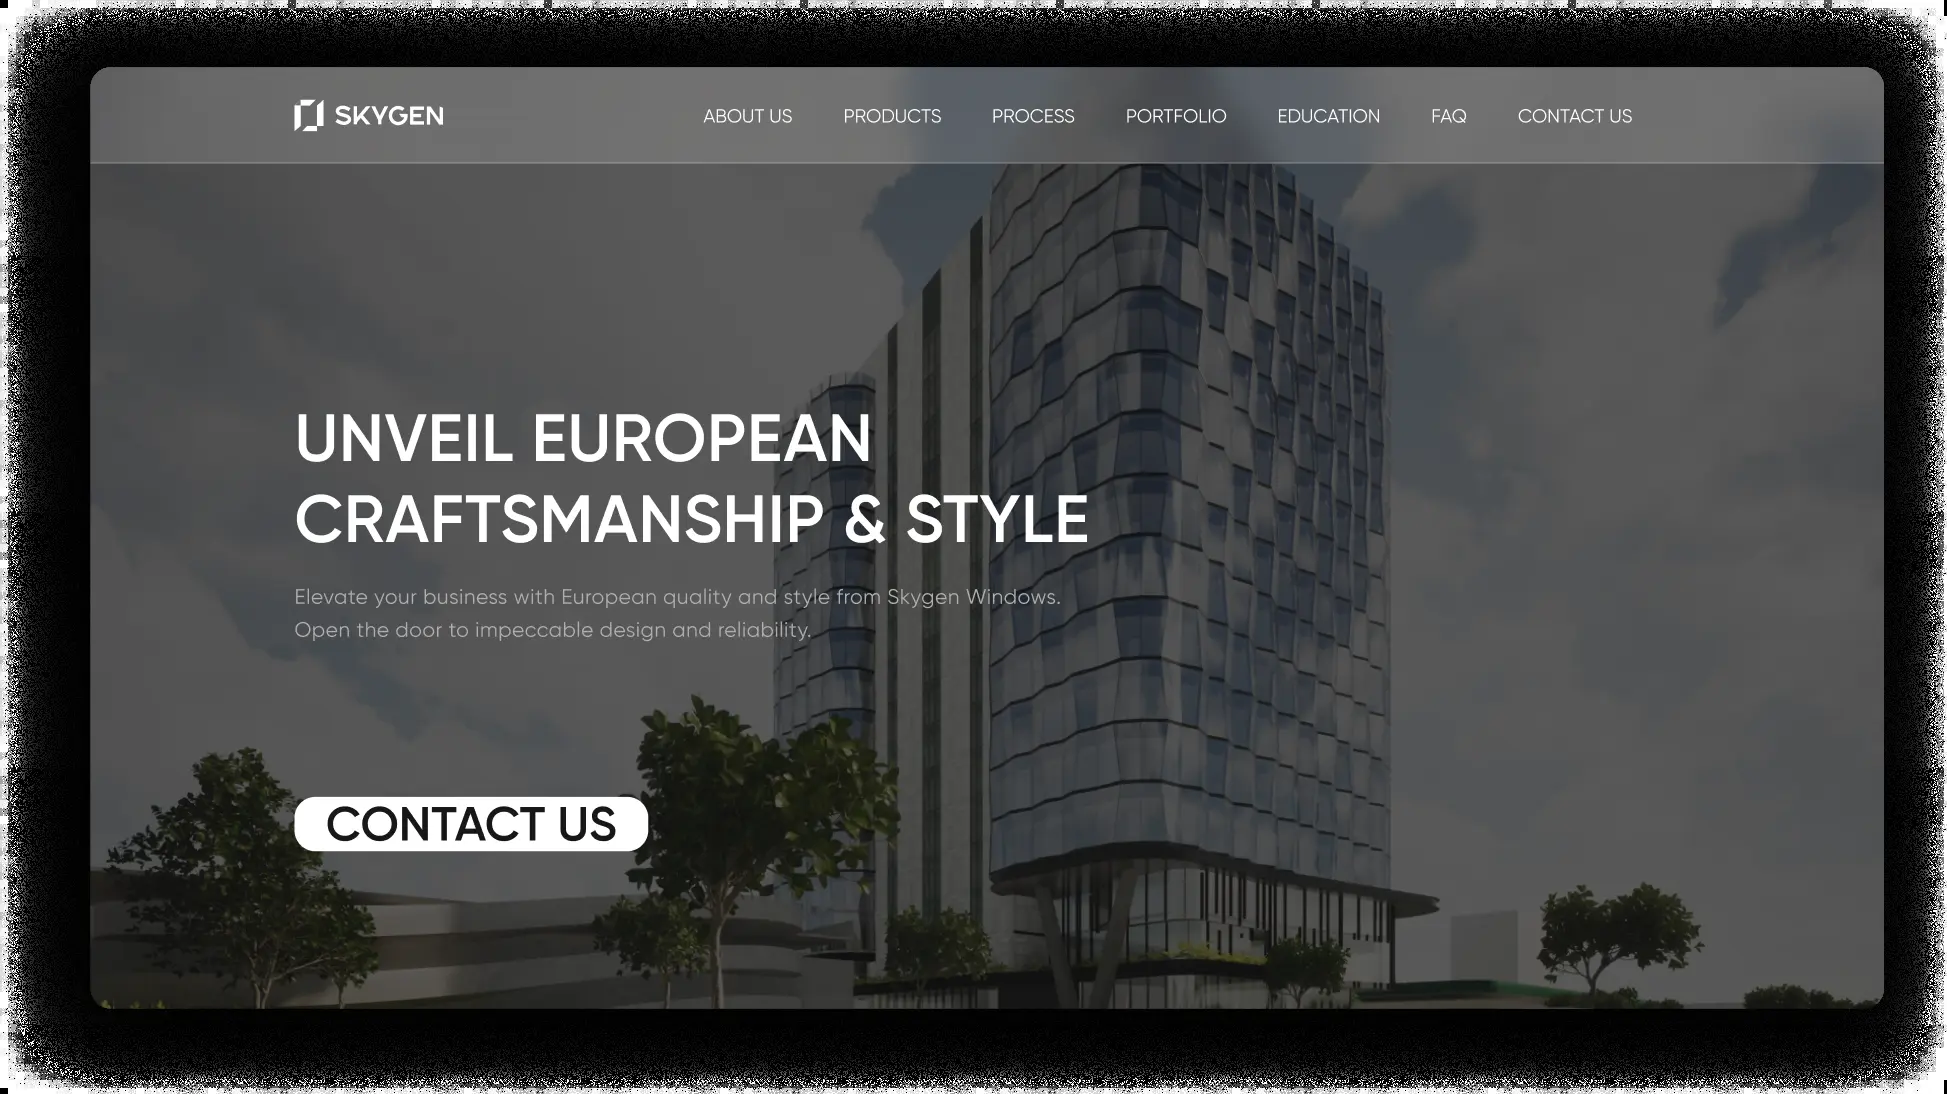 SKYGEN
ABOUT US PRODUCTS PROCESS PORTFOLIO EDUCATION FAQ CONTACT US
UNVEIL EUROPEAN
CRAFTSMANSHIP & STYLE
Elevate your business with European quality and style from Skygen Windows.
Open the door to impeccable design and reliability.
CONTACT US